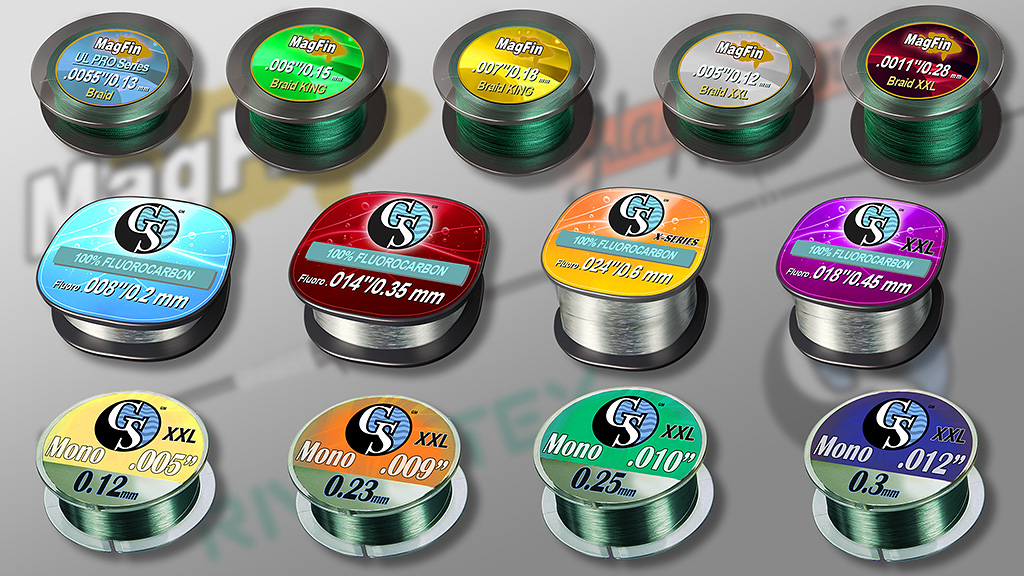 MagFin
UL PRO Series
.0055"/0.13 mm
Braid
MagFin
.006"/0.15 mm
Braid KING
MagFin
.007"/0.18 mm
Braid KING
MagFin
.005"/0.12 mm
Braid XXL
MagFin
.0011"/0.28 mm
Braid XXL
MagFin
GS
100% FLUOROCARBON
Fluoro. .008"/0.2 mm
GS
100% FLUOROCARBON
Fluoro. .014"/0.35 mm
GS
X-SERIES
100% FLUOROCARBON
Fluoro. .024"/0.6 mm
GS
XXL
100% FLUOROCARBON
Fluoro. .018"/0.45 mm
GS
XXL
Mono .005"
0.12mm
GS
XXL
Mono .009"
0.23mm
GS
XXL
Mono .010"
0.25mm
GS
XXL
Mono .012"
0.3mm